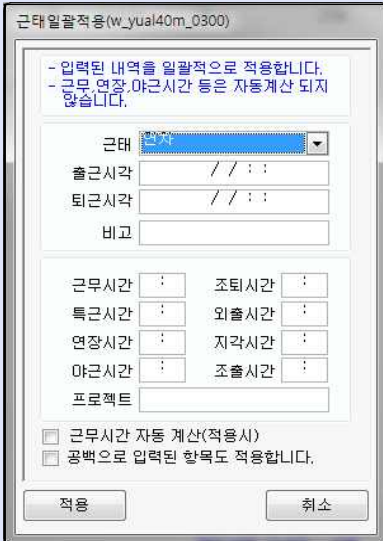 근태일괄적용(w_yual40m_0300)
- 입력된 내역을 일괄적으로 적용합니다.
- 근무,연장,야근시간 등은 자동계산 되지
않습니다.
근태 연차
출근시각 / / : :
퇴근시각 / / : :
비고
근무시간 : 조퇴시간 :
특근시간 : 외출시간 :
연장시간 : 지각시간 :
야근시간 : 조출시간 :
프로젝트
근무시간 자동 계산(적용시)
공백으로 입력된 항목도 적용합니다.
적용 취소